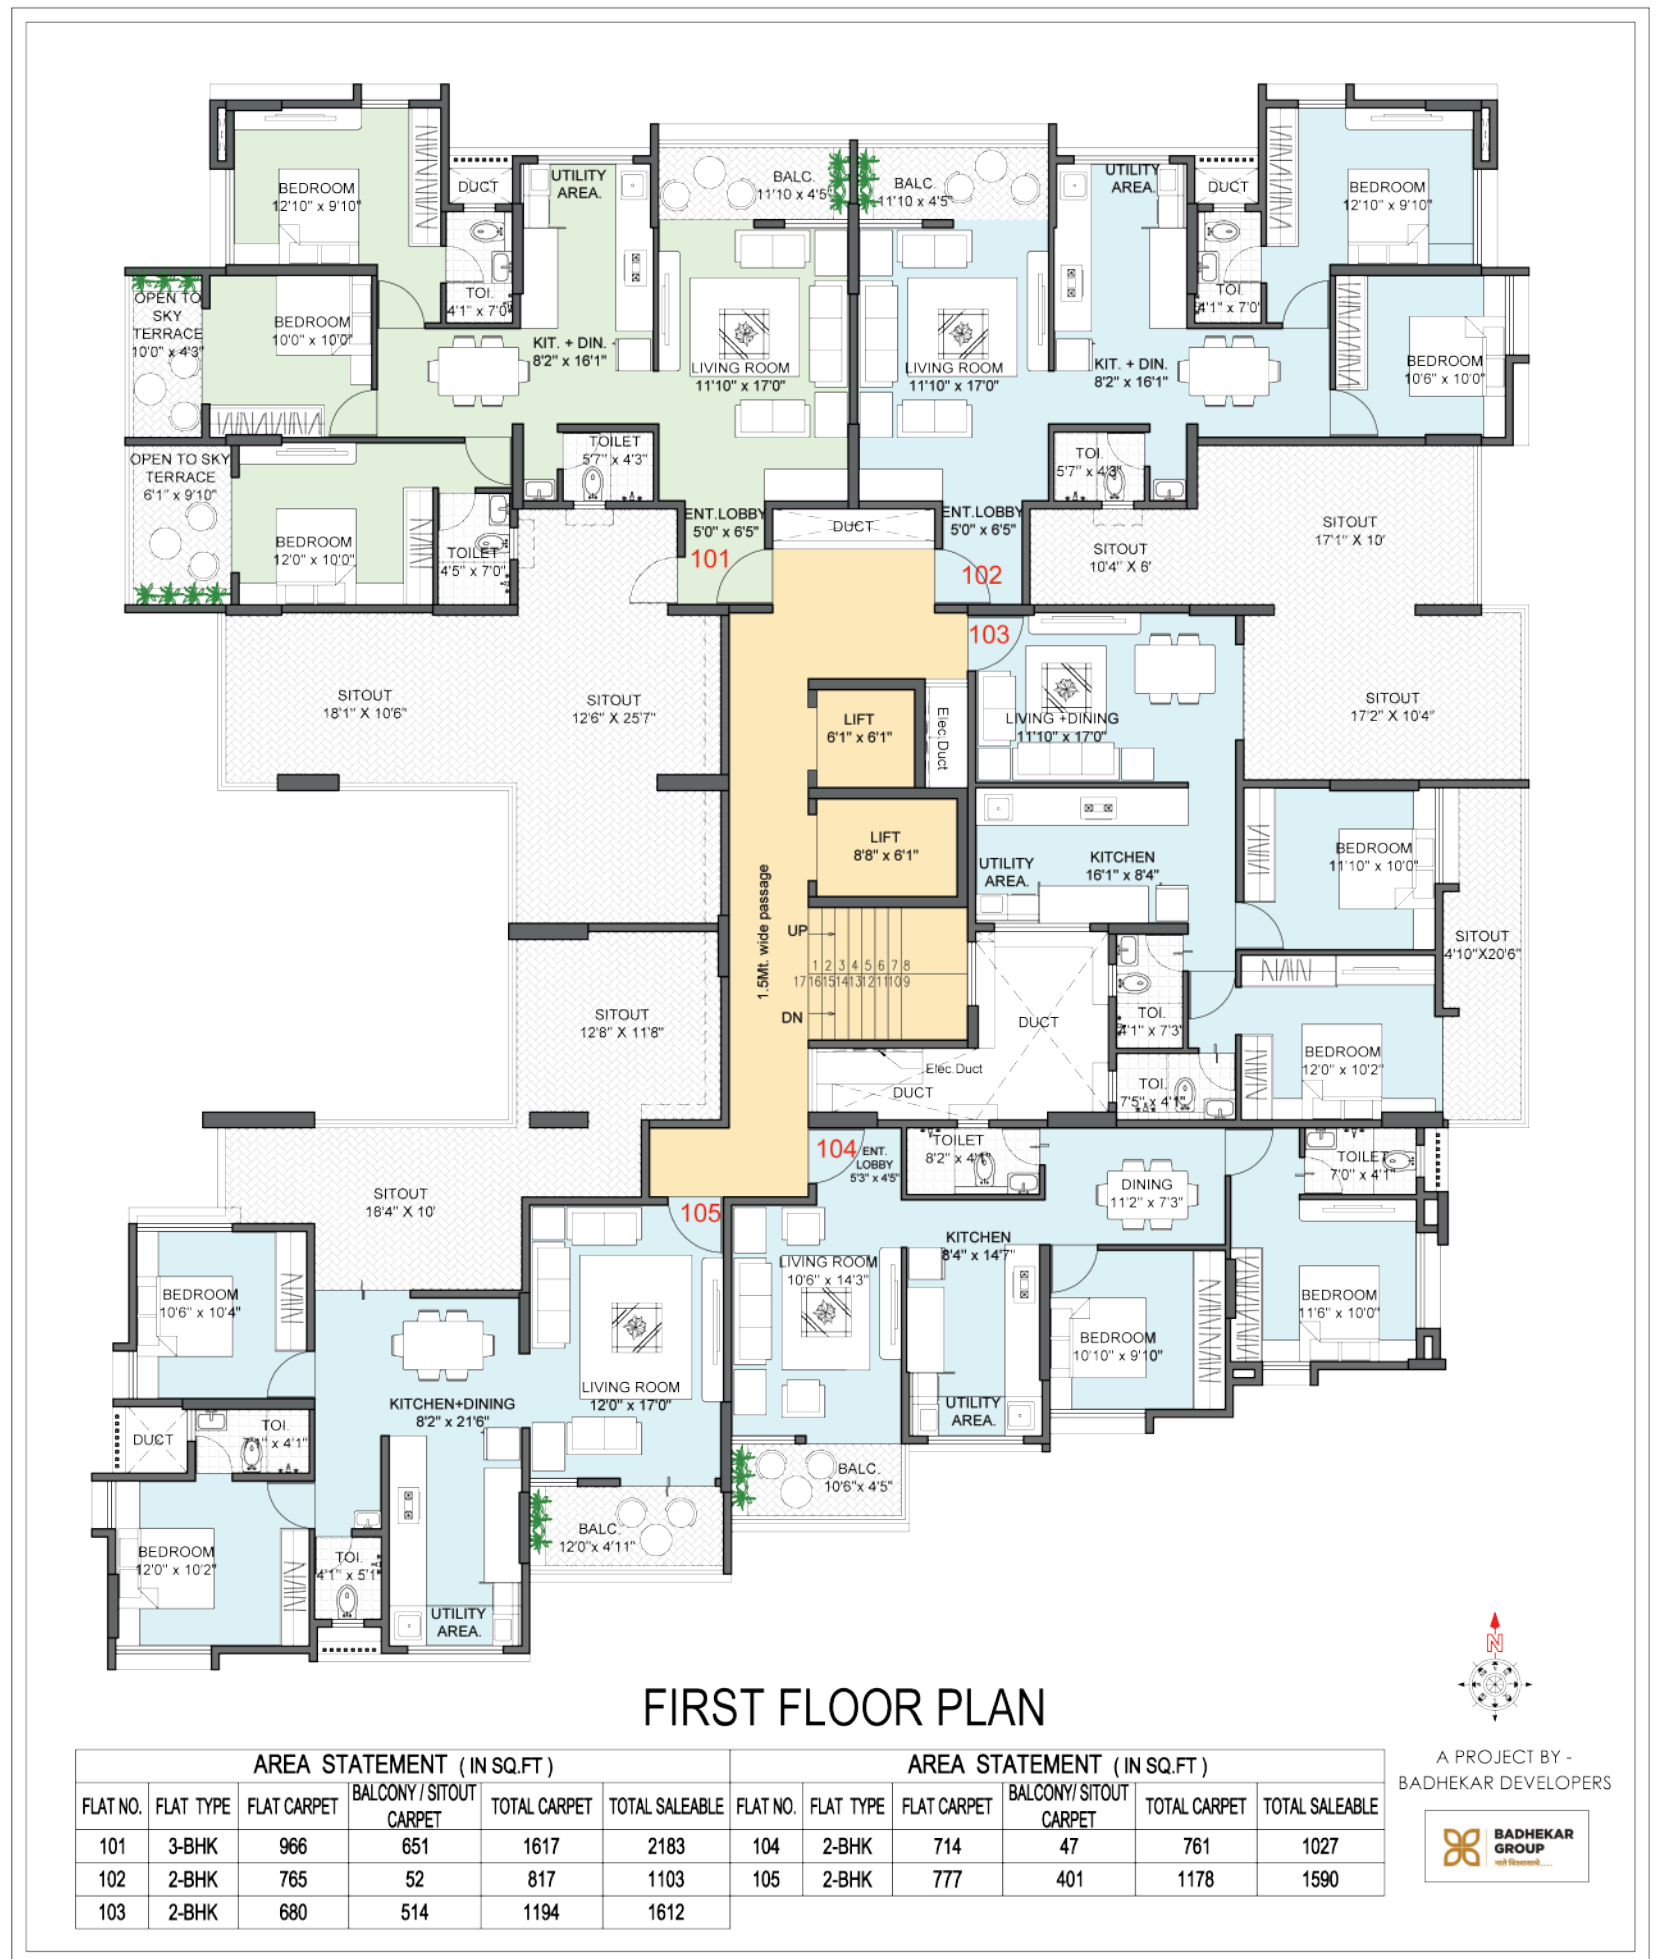 BEDROOM
12'10" x 9'10"
DUCT
UTILITY
AREA.
BALC.
11'10 x 4'5"
BALC.
11'10 x 4'5"
UTILITY
AREA.
DUCT
BEDROOM
12'10" x 9'10"
OPEN TO
SKY
TERRACE
10'0" x 4'3"
BEDROOM
10'0" x 10'0"
TOI.
4'1" x 7'0"
KIT. + DIN.
8'2" x 16'1"
LIVING ROOM
11'10" x 17'0"
LIVING ROOM
11'10" x 17'0"
KIT. + DIN.
8'2" x 16'1"
TOI.
4'1" x 7'0"
BEDROOM
10'6" x 10'0"
OPEN TO SKY
TERRACE
6'1" x 9'10"
BEDROOM
12'0" x 10'0"
TOILET
4'5" x 7'0"
TOILET
5'7" x 4'3"
ENT.LOBBY
5'0" x 6'5"
101
DUCT
ENT.LOBBY
5'0" x 6'5"
102
TOI.
5'7" x 4'3"
SITOUT
10'4" X 6'
SITOUT
17'1" X 10'
SITOUT
18'1" X 10'6"
SITOUT
12'6" X 25'7"
LIFT
6'1" x 6'1"
Elec.Duct
103
LIVING +DINING
11'10" x 17'0"
SITOUT
17'2" X 10'4"
LIFT
8'8" x 6'1"
1.5Mt. wide passage
UTILITY
AREA.
KITCHEN
16'1" x 8'4"
BEDROOM
11'10" x 10'0"
SITOUT
4'10"X20'6"
UP
1 2 3 4 5 6 7 8
17 16 15 14 13 12 11 10 9
DN
SITOUT
12'8" X 11'8"
DUCT
TOI.
4'1" x 7'3"
BEDROOM
12'0" x 10'2"
Elec.Duct
DUCT
TOI.
7'5" x 4'1"
SITOUT
18'4" X 10'
104
ENT.
LOBBY
5'3" x 4'5"
TOILET
8'2" x 4'1"
DINING
11'2" x 7'3"
TOILET
7'0" x 4'1"
105
BEDROOM
10'6" x 10'4"
LIVING ROOM
10'6" x 14'3"
KITCHEN
8'4" x 14'7"
BEDROOM
11'6" x 10'0"
BEDROOM
10'10" x 9'10"
KITCHEN+DINING
8'2" x 21'6"
LIVING ROOM
12'0" x 17'0"
UTILITY
AREA.
DUCT
TOI.
x 4'1"
BALC.
10'6"x 4'5"
BEDROOM
12'0" x 10'2"
TOI.
4'1" x 5'1"
BALC.
12'0"x 4'11"
UTILITY
AREA.
N
FIRST FLOOR PLAN
AREA STATEMENT ( IN SQ.FT )
FLAT NO. FLAT TYPE FLAT CARPET BALCONY / SITOUT CARPET TOTAL CARPET TOTAL SALEABLE
101 3-BHK 966 651 1617 2183
102 2-BHK 765 52 817 1103
103 2-BHK 680 514 1194 1612
AREA STATEMENT ( IN SQ.FT )
FLAT NO. FLAT TYPE FLAT CARPET BALCONY/ SITOUT CARPET TOTAL CARPET TOTAL SALEABLE
104 2-BHK 714 47 761 1027
105 2-BHK 777 401 1178 1590
A PROJECT BY -
BADHEKAR DEVELOPERS
BADHEKAR
GROUP